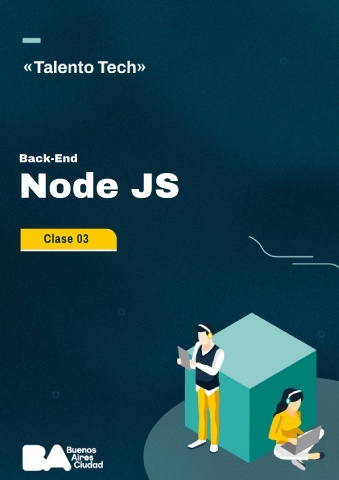 «Talento Tech»
Back-End
Node JS
Clase 03
BA Buenos
Aires
Ciudad